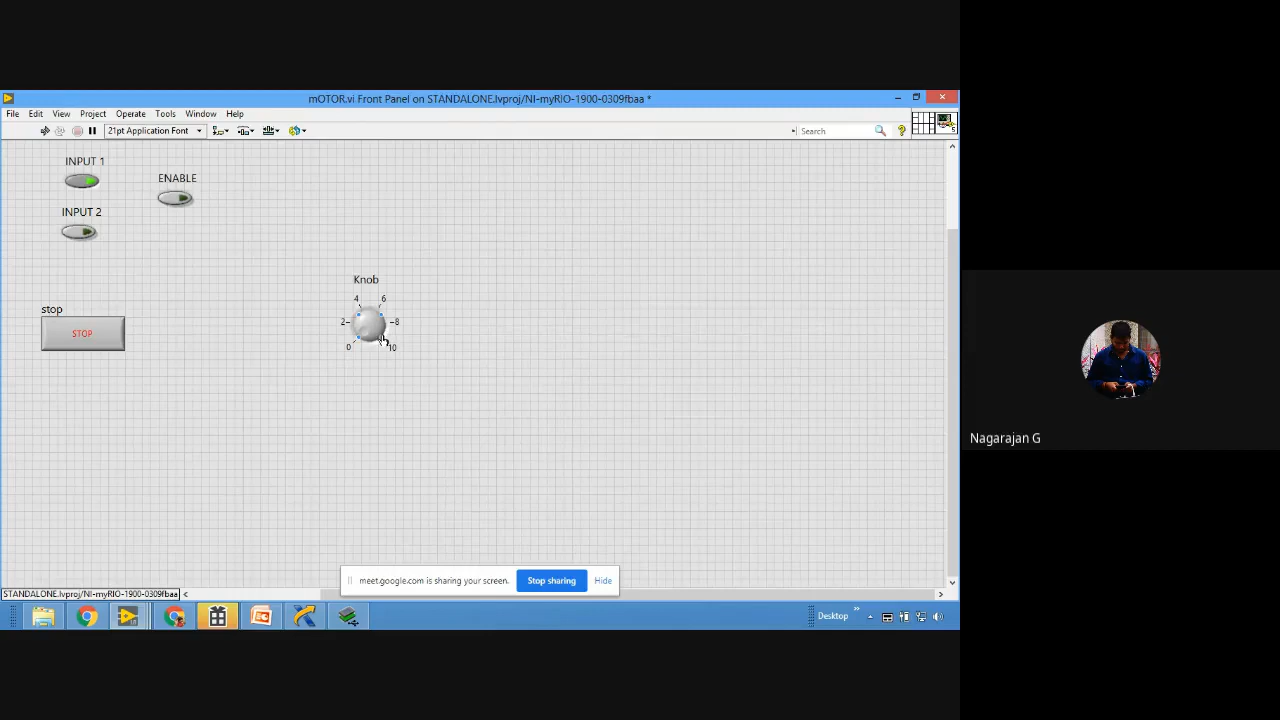 mOTOR.vi Front Panel on STANDALONE.lvproj/NI-myRIO-1900-0309fbaa *
File Edit View Project Operate Tools Window Help
21pt Application Font
Search
INPUT 1
ENABLE
INPUT 2
Knob
4 6
2 8
0 10
stop
STOP
Nagarajan G
meet.google.com is sharing your screen. Stop sharing Hide
STANDALONE.lvproj/NI-myRIO-1900-0309fbaa
Desktop